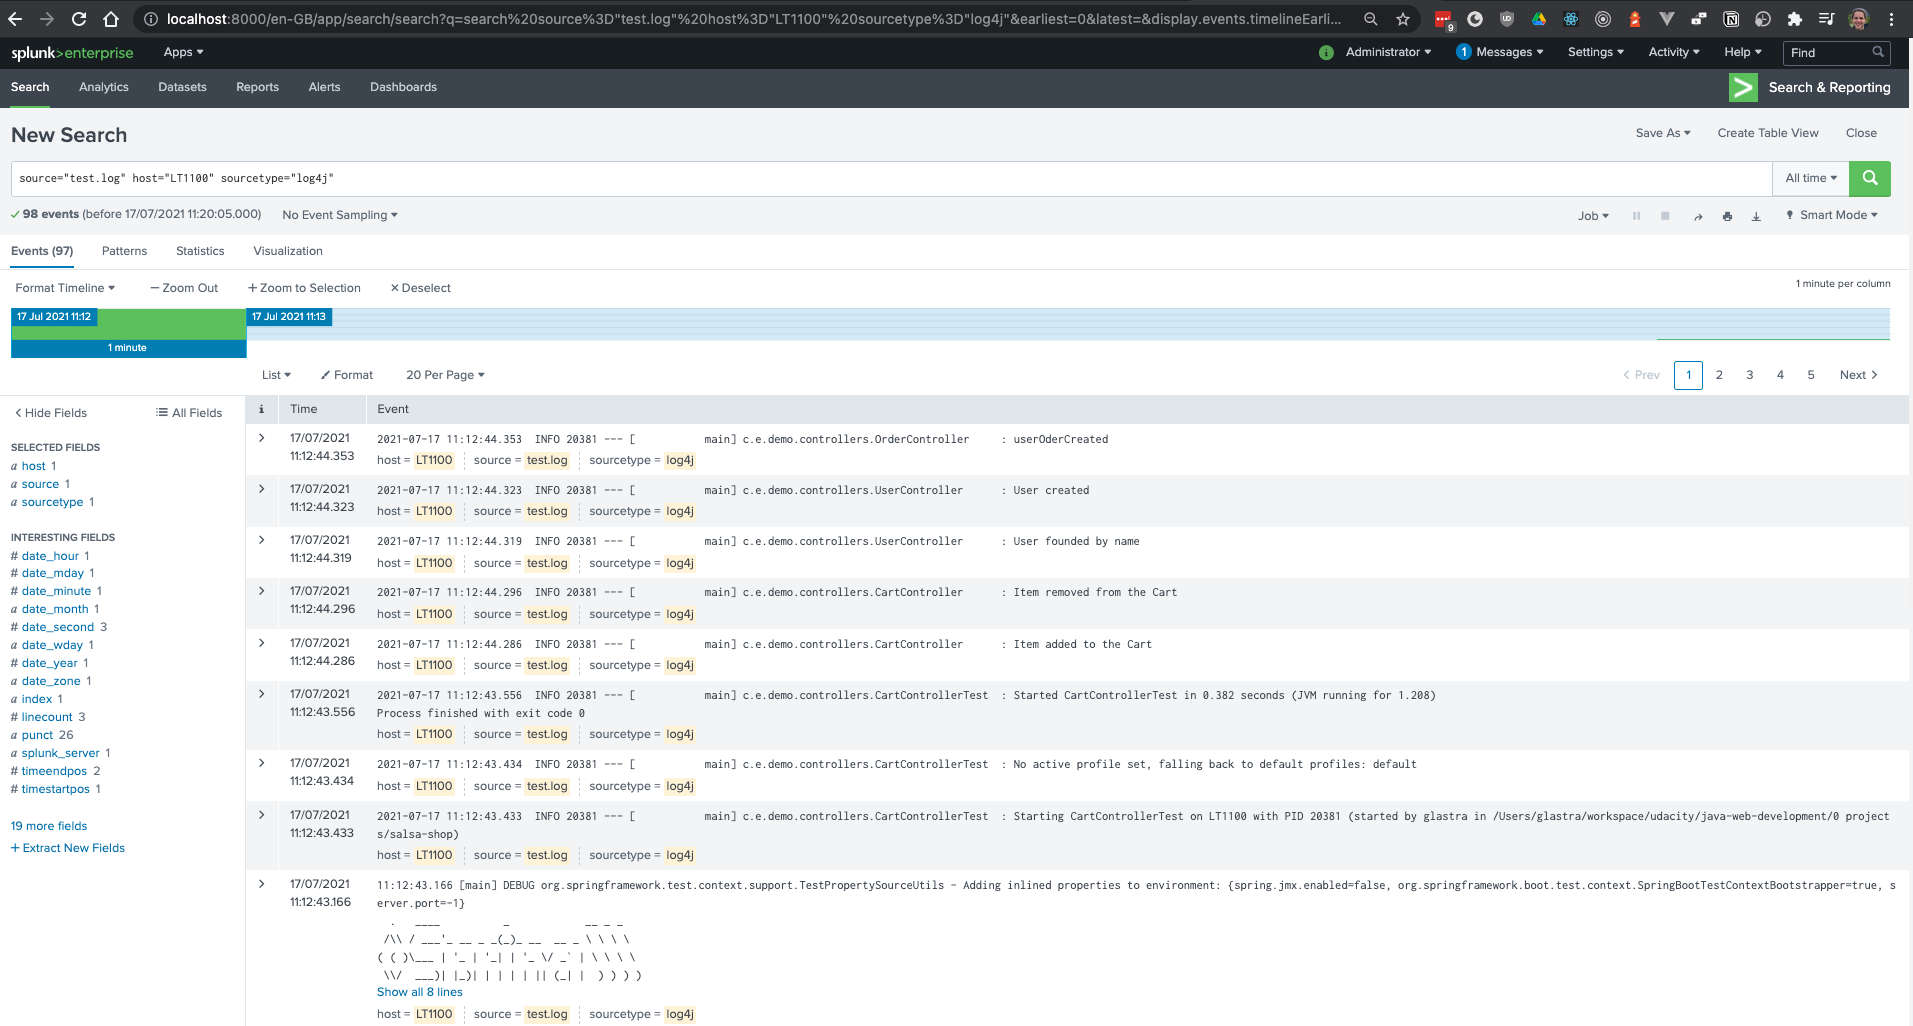 localhost:8000/en-GB/app/search/search?q=search%20source%3D"test.log"%20host%3D"LT1100"%20sourcetype%3D"log4j"&earliest=0&latest=&display.events.timelineEarli...
9
splunk>enterprise Apps
i Administrator 1 Messages Settings Activity Help Find
Search Analytics Datasets Reports Alerts Dashboards
Search & Reporting
New Search
Save As Create Table View Close
source="test.log" host="LT1100" sourcetype="log4j"
All time
98 events (before 17/07/2021 11:20:05.000) No Event Sampling
Job Smart Mode
Events (97) Patterns Statistics Visualization
Format Timeline — Zoom Out + Zoom to Selection × Deselect
1 minute per column
17 Jul 2021 11:12 17 Jul 2021 11:13
1 minute
List Format 20 Per Page
< Prev 1 2 3 4 5 Next >
< Hide Fields All Fields
SELECTED FIELDS
a host 1
a source 1
a sourcetype 1
INTERESTING FIELDS
# date_hour 1
# date_mday 1
# date_minute 1
a date_month 1
# date_second 3
a date_wday 1
# date_year 1
a date_zone 1
a index 1
# linecount 3
a punct 26
a splunk_server 1
# timeendpos 2
# timestartpos 1
19 more fields
+ Extract New Fields
i Time Event
17/07/2021 11:12:44.353
2021-07-17 11:12:44.353 INFO 20381 --- [ main] c.e.demo.controllers.OrderController : userOderCreated
host = LT1100 source = test.log sourcetype = log4j
17/07/2021 11:12:44.323
2021-07-17 11:12:44.323 INFO 20381 --- [ main] c.e.demo.controllers.UserController : User created
host = LT1100 source = test.log sourcetype = log4j
17/07/2021 11:12:44.319
2021-07-17 11:12:44.319 INFO 20381 --- [ main] c.e.demo.controllers.UserController : User founded by name
host = LT1100 source = test.log sourcetype = log4j
17/07/2021 11:12:44.296
2021-07-17 11:12:44.296 INFO 20381 --- [ main] c.e.demo.controllers.CartController : Item removed from the Cart
host = LT1100 source = test.log sourcetype = log4j
17/07/2021 11:12:44.286
2021-07-17 11:12:44.286 INFO 20381 --- [ main] c.e.demo.controllers.CartController : Item added to the Cart
host = LT1100 source = test.log sourcetype = log4j
17/07/2021 11:12:43.556
2021-07-17 11:12:43.556 INFO 20381 --- [ main] c.e.demo.controllers.CartControllerTest : Started CartControllerTest in 0.382 seconds (JVM running for 1.208)
Process finished with exit code 0
host = LT1100 source = test.log sourcetype = log4j
17/07/2021 11:12:43.434
2021-07-17 11:12:43.434 INFO 20381 --- [ main] c.e.demo.controllers.CartControllerTest : No active profile set, falling back to default profiles: default
host = LT1100 source = test.log sourcetype = log4j
17/07/2021 11:12:43.433
2021-07-17 11:12:43.433 INFO 20381 --- [ main] c.e.demo.controllers.CartControllerTest : Starting CartControllerTest on LT1100 with PID 20381 (started by glastra in /Users/glastra/workspace/udacity/java-web-development/0 project
s/salsa-shop)
host = LT1100 source = test.log sourcetype = log4j
17/07/2021 11:12:43.166
11:12:43.166 [main] DEBUG org.springframework.test.context.support.TestPropertySourceUtils - Adding inlined properties to environment: {spring.jmx.enabled=false, org.springframework.boot.test.context.SpringBootTestContextBootstrapper=true, s
erver.port=-1}
Show all 8 lines
host = LT1100 source = test.log sourcetype = log4j